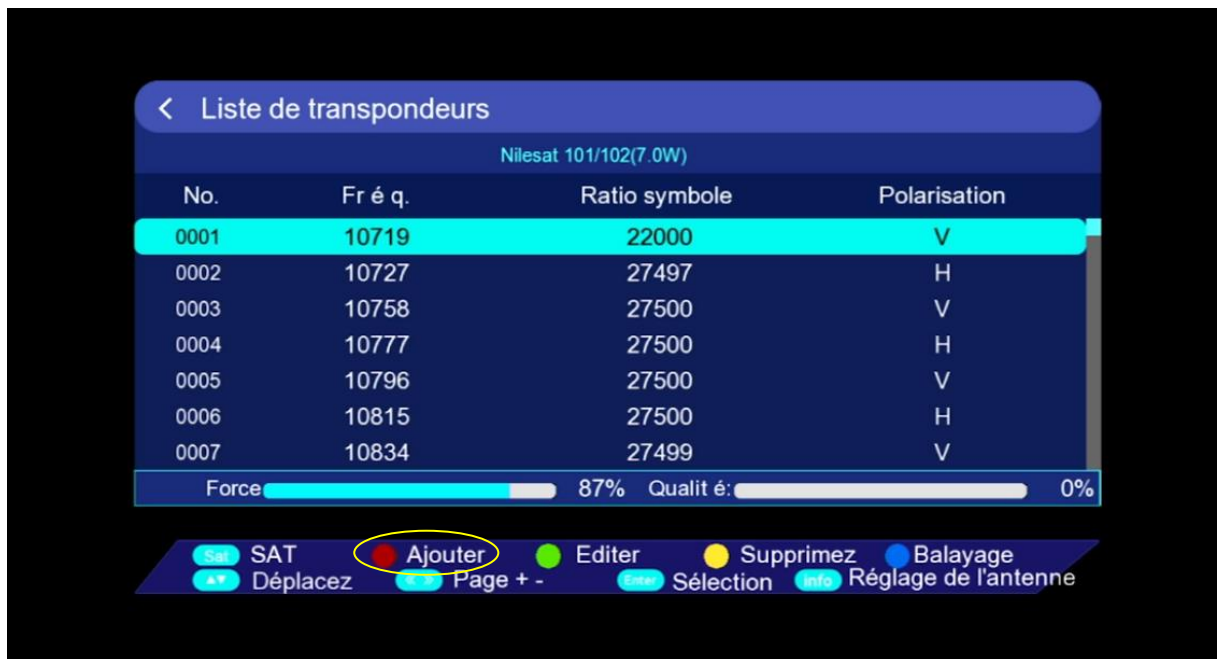 Liste de transpondeurs
Nilesat 101/102(7.0W)
No. Fr é q. Ratio symbole Polarisation
0001 10719 22000 V
0002 10727 27497 H
0003 10758 27500 V
0004 10777 27500 H
0005 10796 27500 V
0006 10815 27500 H
0007 10834 27499 V
Force 87% Qualit é: 0%
Sat SAT Ajouter Editer Supprimez Balayage
Déplacez Page + - Enter Sélection info Réglage de l'antenne